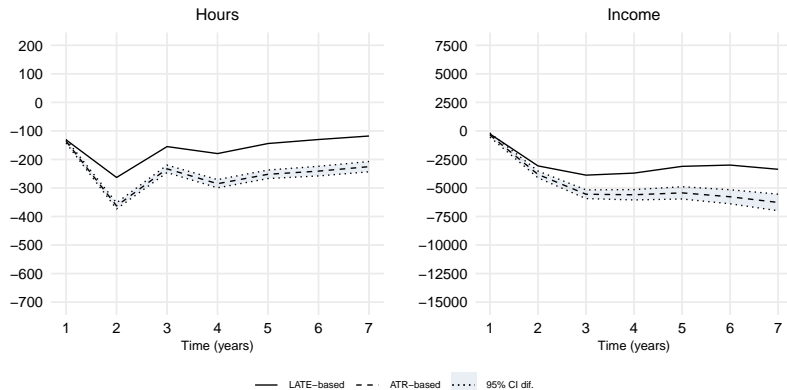 Hours
200
100
0
−100
−200
−300
−400
−500
−600
−700
1 2 3 4 5 6 7
Time (years)
Income
7500
5000
2500
0
−2500
−5000
−7500
−10000
−12500
−15000
1 2 3 4 5 6 7
Time (years)
LATE−based ATR−based 95% CI dif.